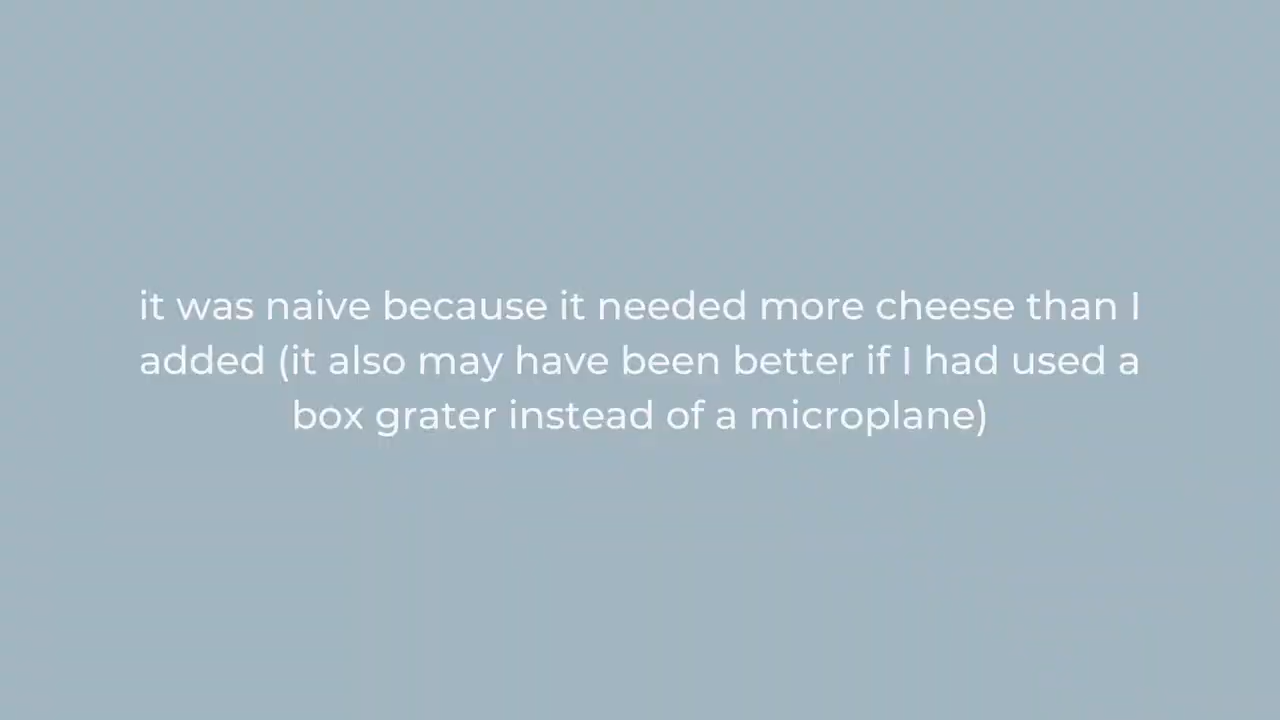 it was naive because it needed more cheese than I
added (it also may have been better if I had used a
box grater instead of a microplane)